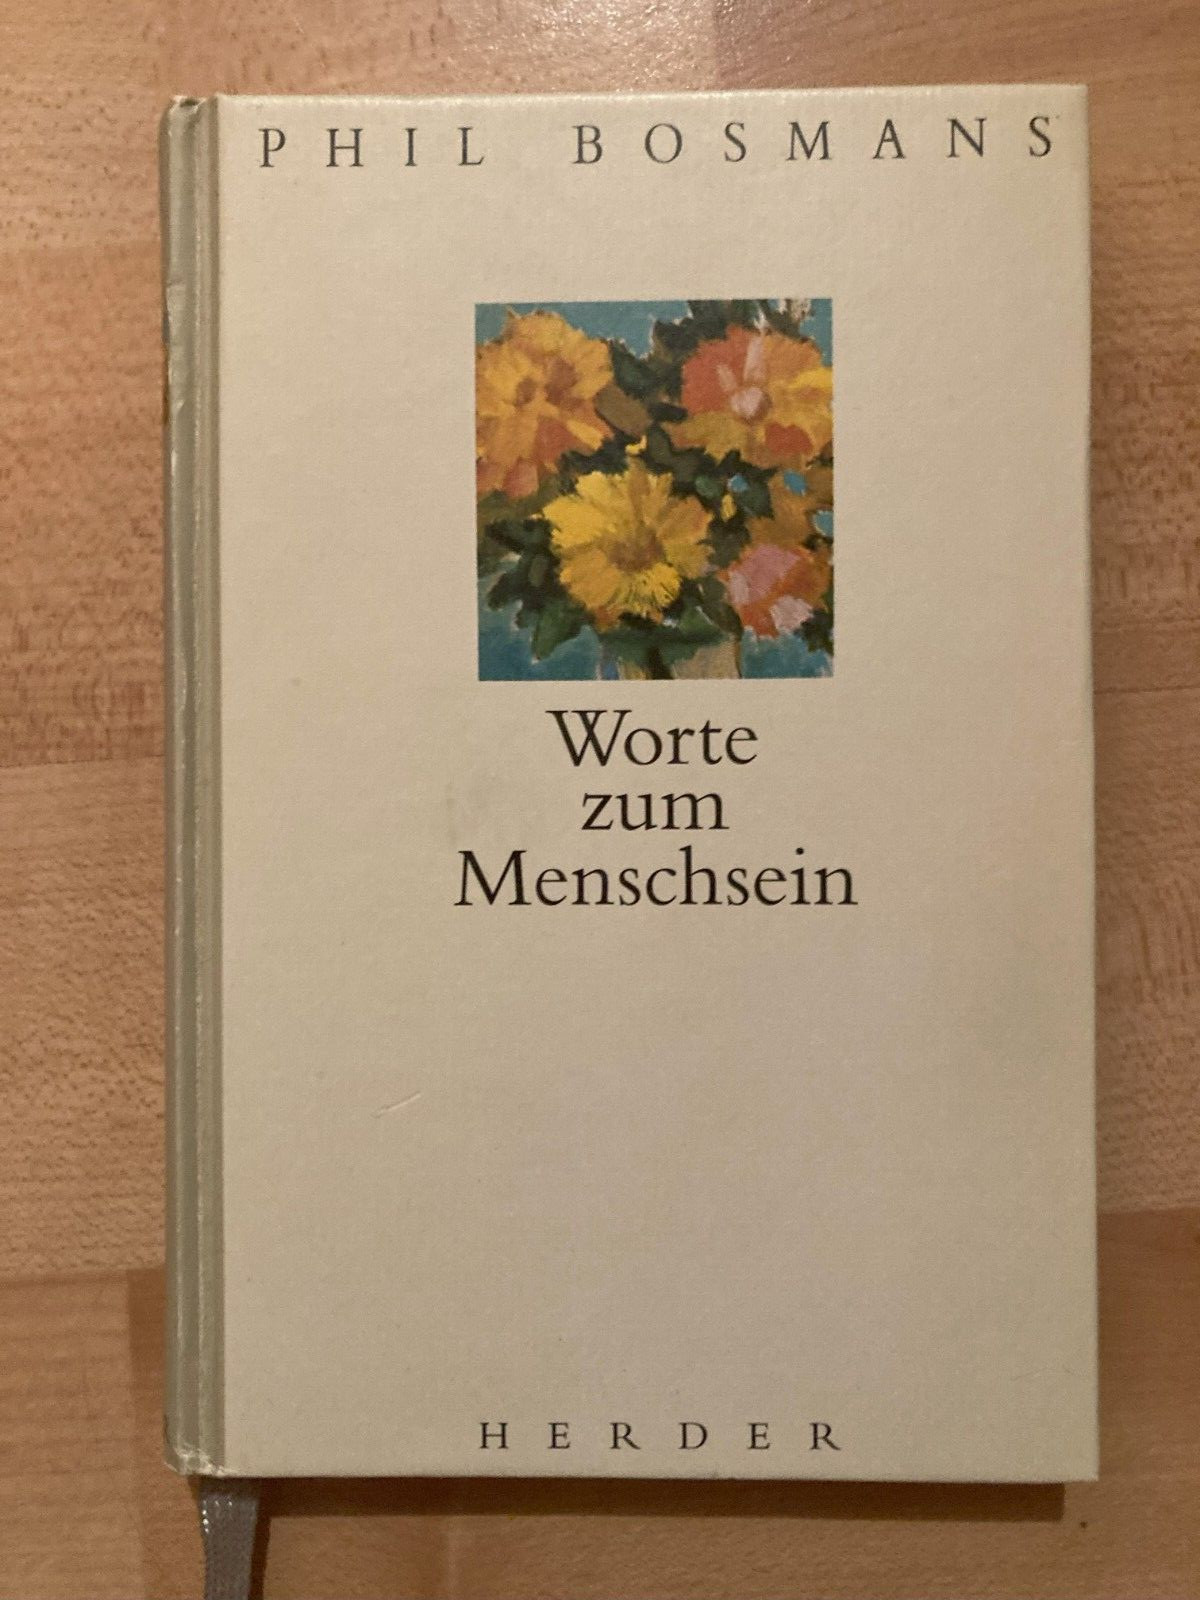 PHIL BOSMANS
Worte
zum
Menschsein
HERDER